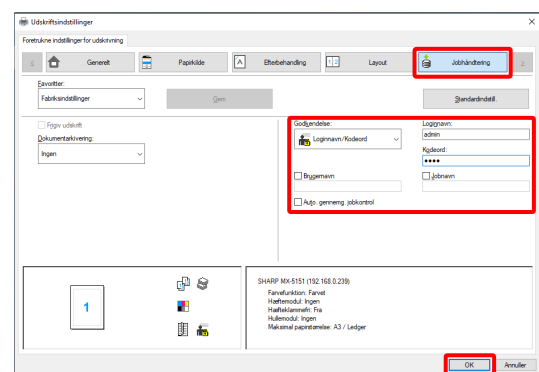 Udskriftsindstillinger
Foretrukne indstillinger for udskrivning
Generelt
Papirkilde
Efterbehandling
Layout
Jobhåndtering
Favoritter:
Fabriksindstillinger
Gem
Standardindstill.
Frigiv udskrift
Dokumentarkivering:
Ingen
Godkendelse:
Loginnavn/Kodeord
Loginnavn:
admin
Kodeord:
••••
Brugernavn
Jobnavn
Auto. gennemg. jobkontrol
1
SHARP MX-5151 (192.168.0.239)
Farvefunktion: Farvet
Hæftemodul: Ingen
Hæfteklammefri: Fra
Hullemodul: Ingen
Maksimal papirstørrelse: A3 / Ledger
OK
Annuller